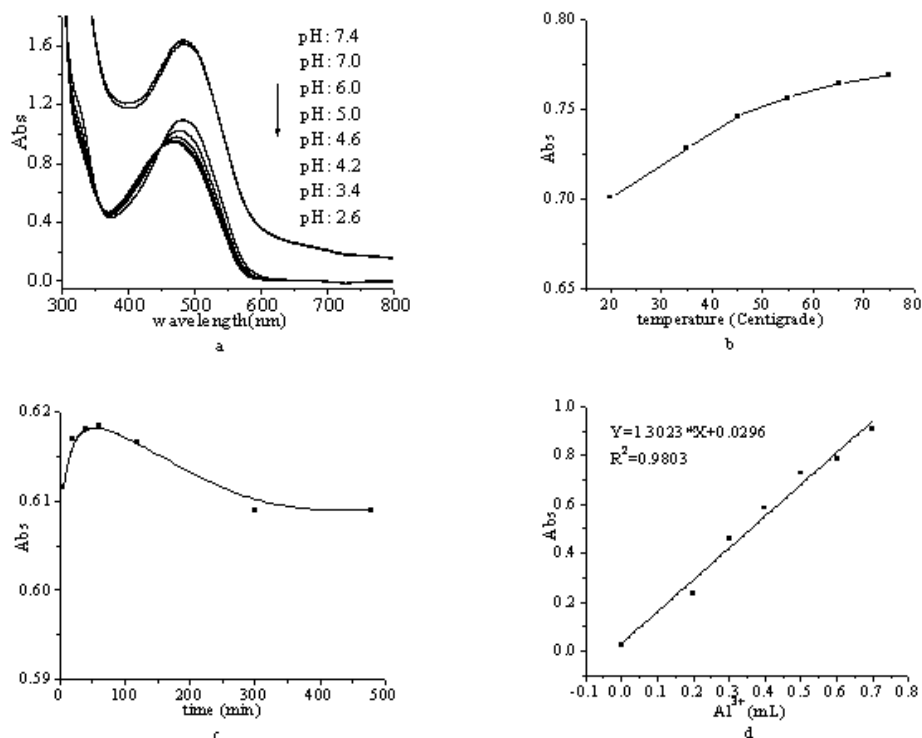 1.6
1.2
0.8
0.4
0.0
Abs
pH: 7.4
pH: 7.0
pH: 6.0
pH: 5.0
pH: 4.6
pH: 4.2
pH: 3.4
pH: 2.6
300 400 500 600 700 800
wavelength(nm)
a
0.80
0.75
0.70
0.65
Abs
20 30 40 50 60 70 80
temperature (Centigrade)
b
0.62
0.61
0.60
0.59
Abs
0 100 200 300 400 500
time (min)
c
1.0
0.8
0.6
0.4
0.2
0.0
Abs
Y=1.3023*X+0.0296
R²=0.9803
-0.1 0.0 0.1 0.2 0.3 0.4 0.5 0.6 0.7 0.8
Al³⁺(mL)
d